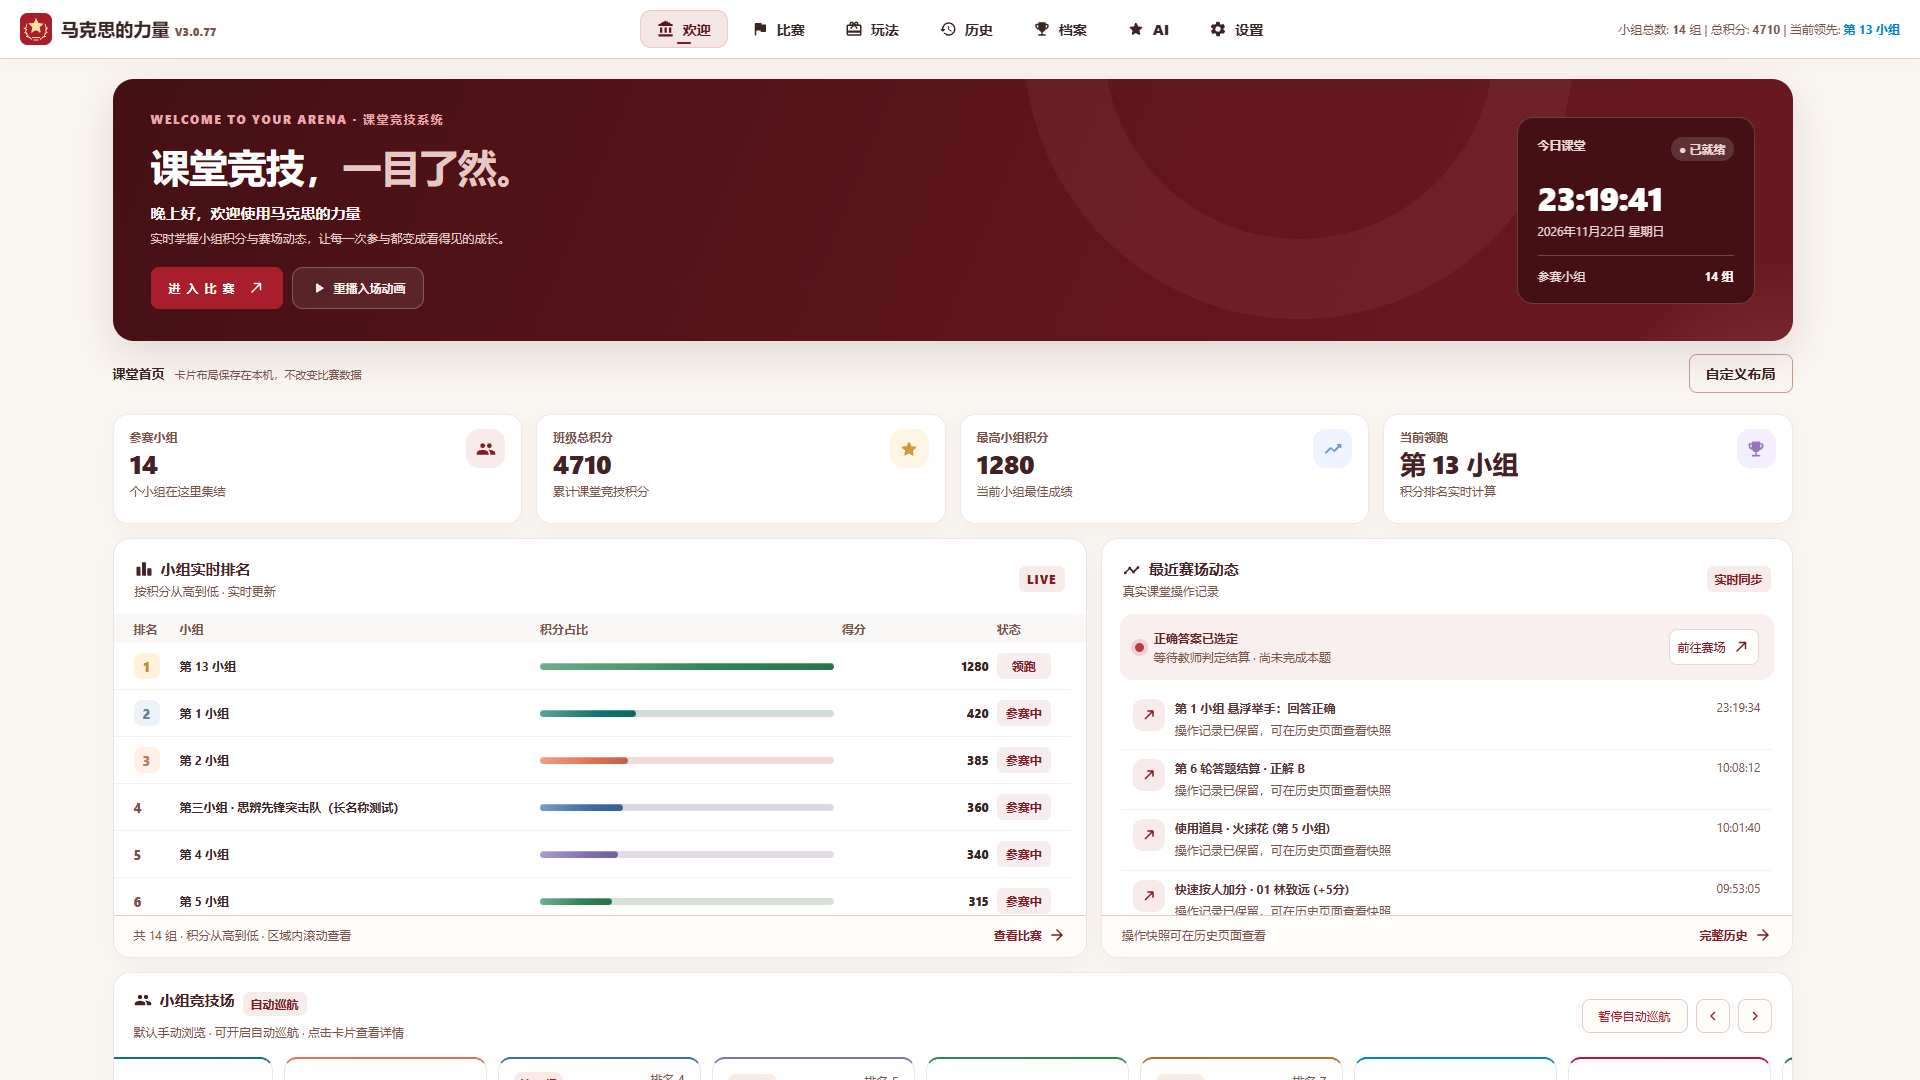 马克思的力量 V3.0.77
欢迎
比赛
玩法
历史
档案
AI
设置
小组总数: 14 组 | 总积分: 4710 | 当前领先: 第 13 小组
WELCOME TO YOUR ARENA · 课堂竞技系统
课堂竞技，一目了然。
晚上好，欢迎使用马克思的力量
实时掌握小组积分与赛场动态，让每一次参与都变成看得见的成长。
进入比赛
重播入场动画
今日课堂
已就绪
23:19:41
2026年11月22日 星期日
参赛小组
14 组
课堂首页 卡片布局保存在本机，不改变比赛数据
自定义布局
参赛小组
14
个小组在这里集结
班级总积分
4710
累计课堂竞技积分
最高小组积分
1280
当前小组最佳成绩
当前领跑
第 13 小组
积分排名实时计算
小组实时排名
按积分从高到低 · 实时更新
LIVE
排名 小组 积分占比 得分 状态
1 第 13 小组 1280 领跑
2 第 1 小组 420 参赛中
3 第 2 小组 385 参赛中
4 第三小组 · 思辨先锋突击队（长名称测试） 360 参赛中
5 第 4 小组 340 参赛中
6 第 5 小组 315 参赛中
共 14 组 · 积分从高到低 · 区域内滚动查看
查看比赛
最近赛场动态
真实课堂操作记录
实时同步
正确答案已选定
等待教师判定结算 · 尚未完成本题
前往赛场
第 1 小组 悬浮举手：回答正确 23:19:34
操作记录已保留，可在历史页面查看快照
第 6 轮答题结算 · 正解 B 10:08:12
操作记录已保留，可在历史页面查看快照
使用道具 · 火球花 (第 5 小组) 10:01:40
操作记录已保留，可在历史页面查看快照
快速按人加分 · 01 林致远 (+5分) 09:53:05
操作记录已保留，可在历史页面查看快照
操作快照可在历史页面查看
完整历史
小组竞技场 自动巡航
默认手动浏览 · 可开启自动巡航 · 点击卡片查看详情
暂停自动巡航
排名 4
排名 5
排名 7